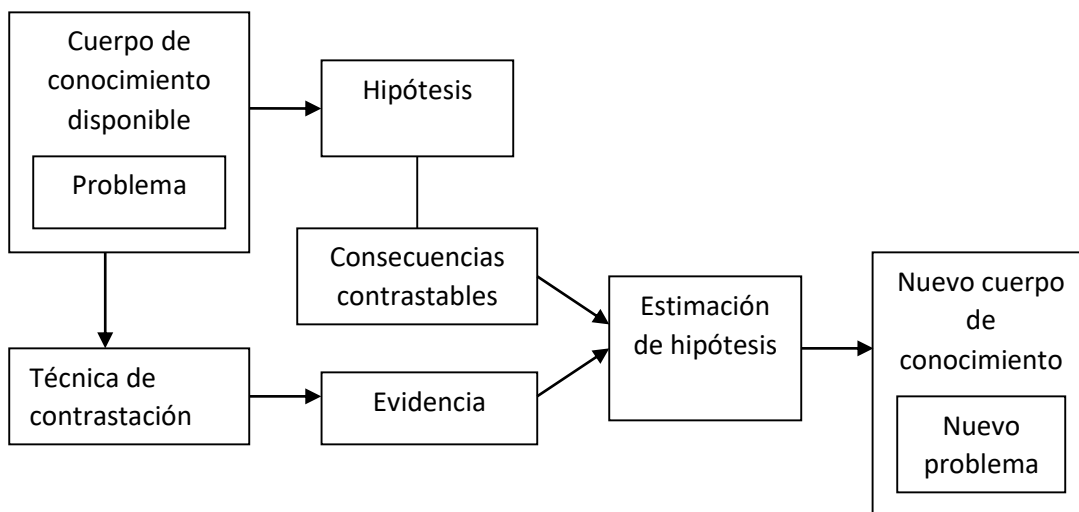 Cuerpo de
conocimiento
disponible
Problema
Hipótesis
Consecuencias
contrastables
Técnica de
contrastación
Evidencia
Estimación
de hipótesis
Nuevo cuerpo
de
conocimiento
Nuevo
problema